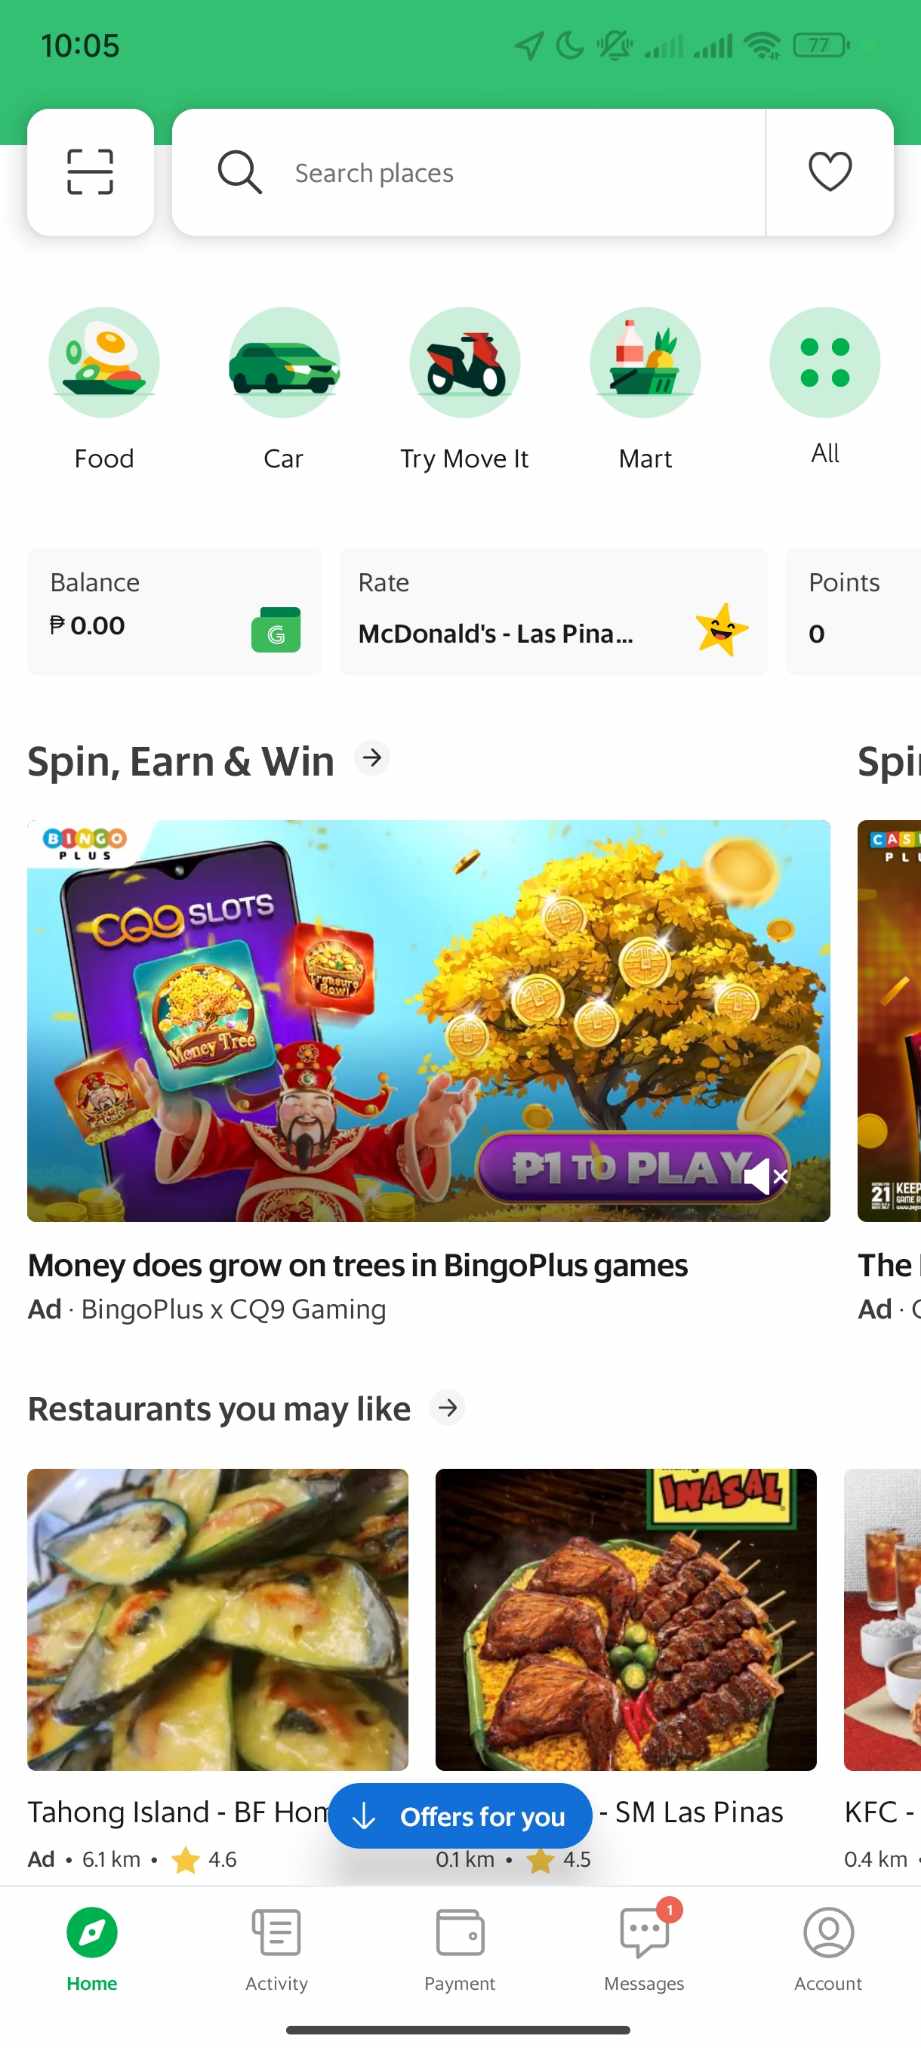 10:05
77
Search places
Food
Car
Try Move It
Mart
All
Balance
₱ 0.00
G
Rate
McDonald's - Las Pina...
Points
0
Spin, Earn & Win
Spi
BINGO
PLUS
CQ9 SLOTS
Money Tree
Treasure
Bowl
₱1 TO PLAY
CAS
PL
21
KEEP
Money does grow on trees in BingoPlus games
Ad · BingoPlus x CQ9 Gaming
The
Ad ·
Restaurants you may like
INASAL
Tahong Island - BF Hom
- SM Las Pinas
KFC -
Offers for you
Ad • 6.1 km • 4.6
0.1 km • 4.5
0.4 km
1
Home
Activity
Payment
Messages
Account